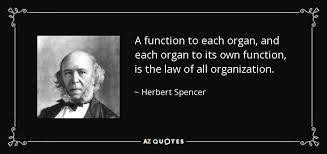 A function to each organ, and
each organ to its own function,
is the law of all organization.
~ Herbert Spencer
AZ QUOTES